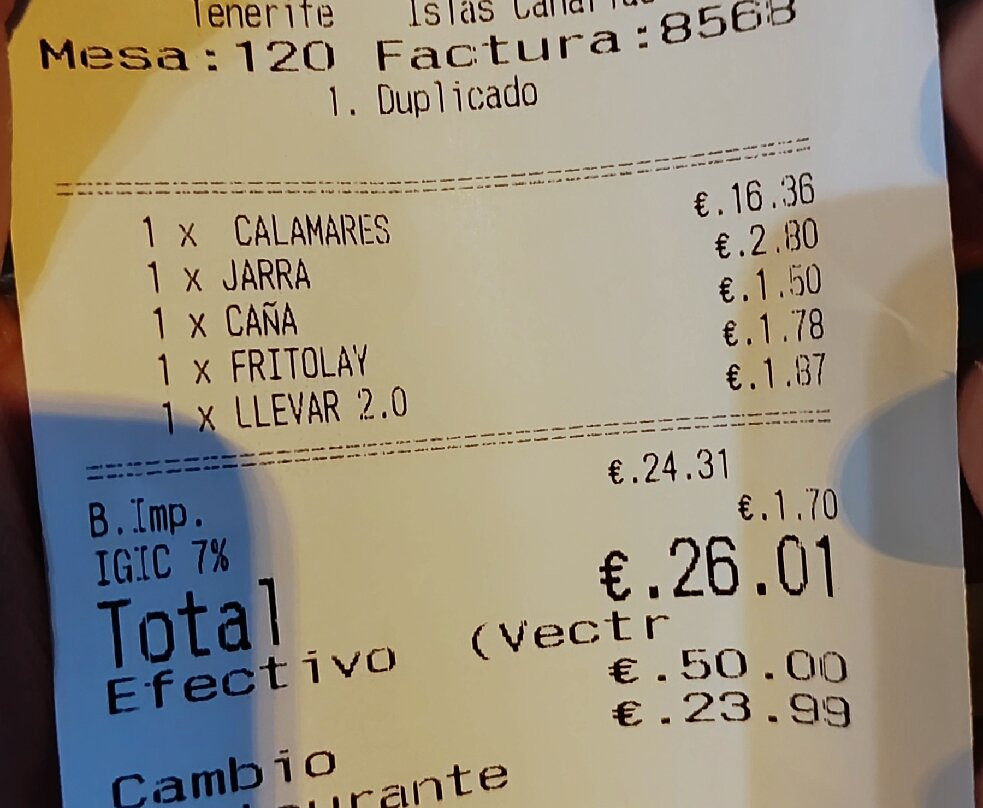 Tenerife Islas Canarias
Mesa:120 Factura:8568
1. Duplicado
1 x CALAMARES €.16.36
1 x JARRA €.2.80
1 x CAÑA €.1.50
1 x FRITOLAY €.1.78
1 x LLEVAR 2.0 €.1.87
B.Imp. €.24.31
IGIC 7% €.1.70
Total €.26.01
Efectivo (Vectr €.50.00
Cambio €.23.99